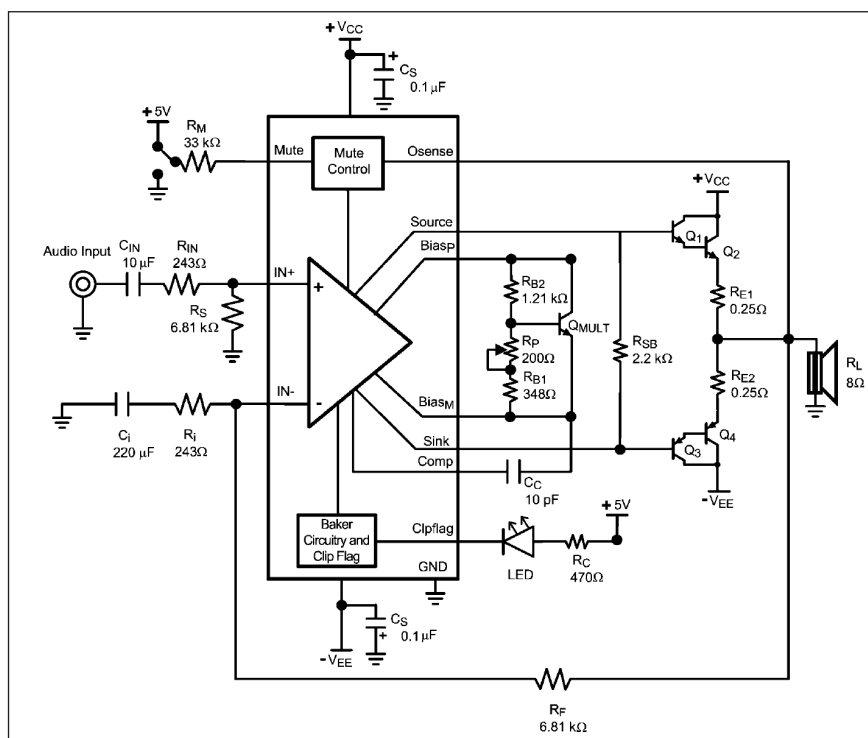 + VCC
+
CS
0.1 μF
+ 5V
RM
33 kΩ
Mute
Mute
Control
Osense
+ VCC
Source
BiasP
Q1
Q2
Audio Input
CIN
10 μF
RIN
243Ω
IN+
+
RS
6.81 kΩ
RB2
1.21 kΩ
QMULT
RP
200Ω
RB1
348Ω
RSB
2.2 kΩ
RE1
0.25Ω
RE2
0.25Ω
RL
8Ω
IN-
-
BiasM
Ci
220 μF
Ri
243Ω
Sink
Comp
CC
10 pF
Q3
Q4
- VEE
Baker
Circuitry and
Clip Flag
Clpflag
GND
LED
RC
470Ω
+ 5V
CS
0.1 μF
+
- VEE
RF
6.81 kΩ